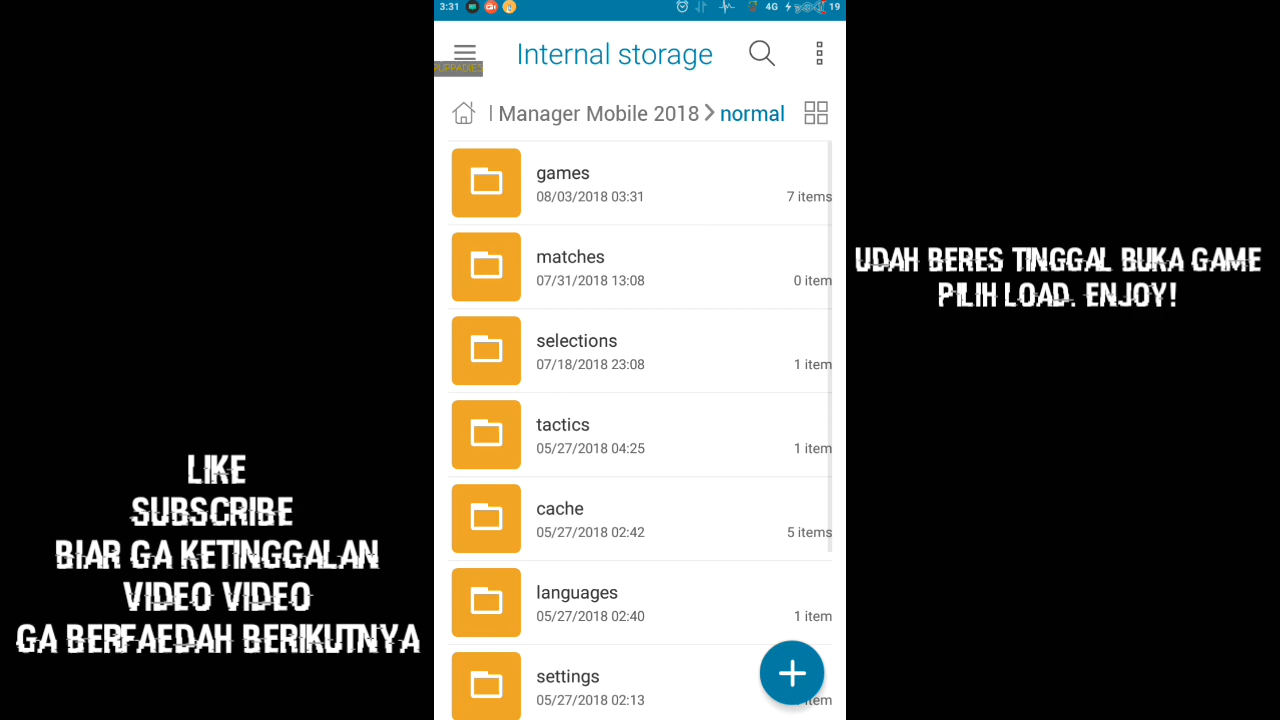 3:31
4G
19
Internal storage
PUPPADIES
Manager Mobile 2018
normal
games
08/03/2018 03:31
7 items
matches
07/31/2018 13:08
0 item
selections
07/18/2018 23:08
1 item
tactics
05/27/2018 04:25
1 item
cache
05/27/2018 02:42
5 items
languages
05/27/2018 02:40
1 item
settings
05/27/2018 02:13
item
UDAH BERES TINGGAL BUKA GAME
PILIH LOAD. ENJOY!
LIKE
SUBSCRIBE
BIAR GA KETINGGALAN
VIDEO VIDEO
GA BERFAEDAH BERIKUTNYA